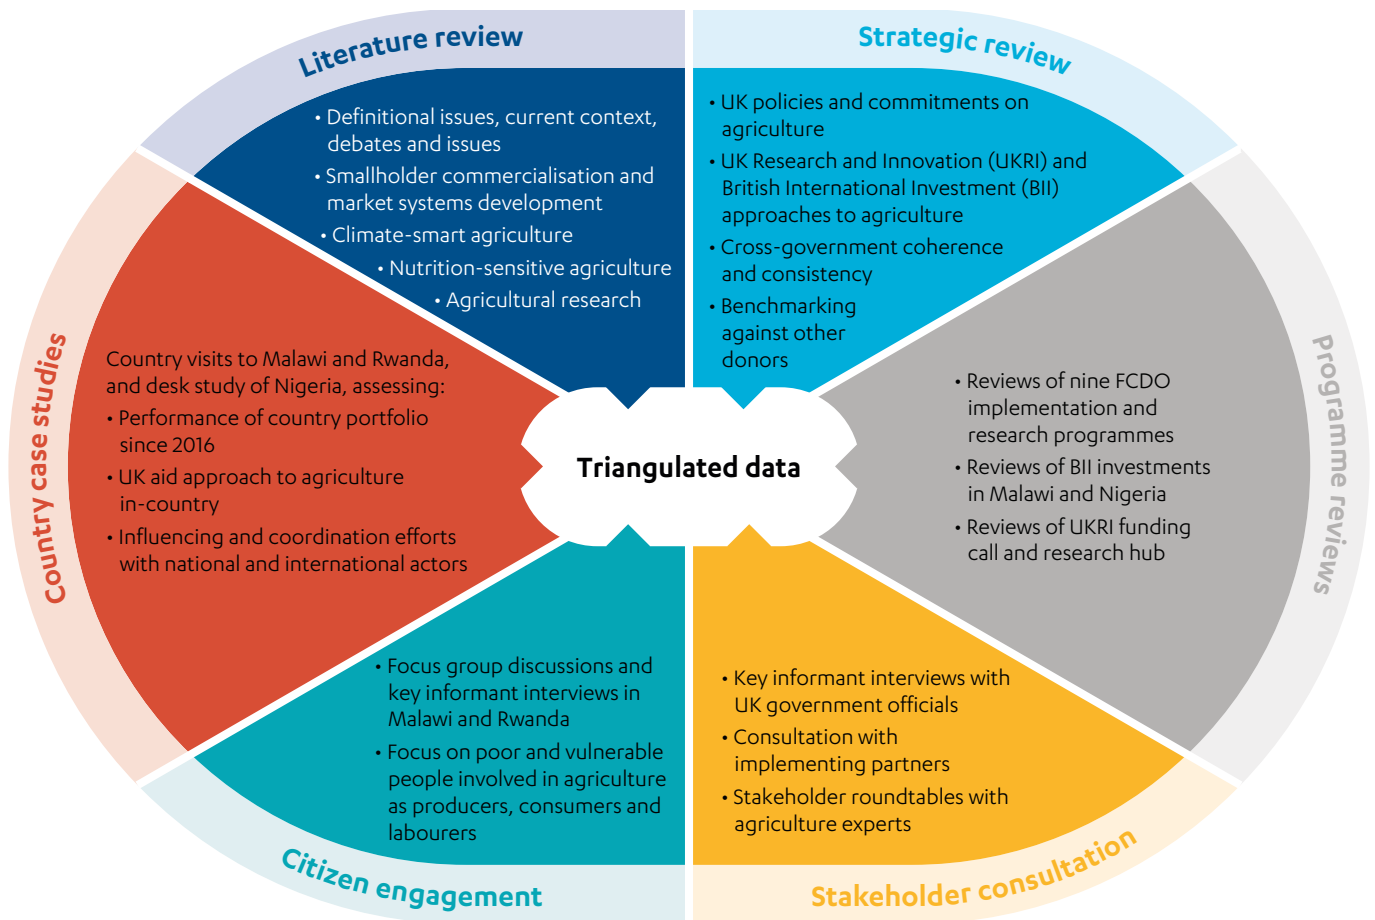 Literature review
• Definitional issues, current context,
debates and issues
• Smallholder commercialisation and
market systems development
• Climate-smart agriculture
• Nutrition-sensitive agriculture
• Agricultural research
Strategic review
• UK policies and commitments on
agriculture
• UK Research and Innovation (UKRI) and
British International Investment (BII)
approaches to agriculture
• Cross-government coherence
and consistency
• Benchmarking
against other
donors
Country case studies
Country visits to Malawi and Rwanda,
and desk study of Nigeria, assessing:
• Performance of country portfolio
since 2016
• UK aid approach to agriculture
in-country
• Influencing and coordination efforts
with national and international actors
Triangulated data
Programme reviews
• Reviews of nine FCDO
implementation and
research programmes
• Reviews of BII investments
in Malawi and Nigeria
• Reviews of UKRI funding
call and research hub
• Focus group discussions and
key informant interviews in
Malawi and Rwanda
• Focus on poor and vulnerable
people involved in agriculture
as producers, consumers and
labourers
Citizen engagement
• Key informant interviews with
UK government officials
• Consultation with
implementing partners
• Stakeholder roundtables with
agriculture experts
Stakeholder consultation